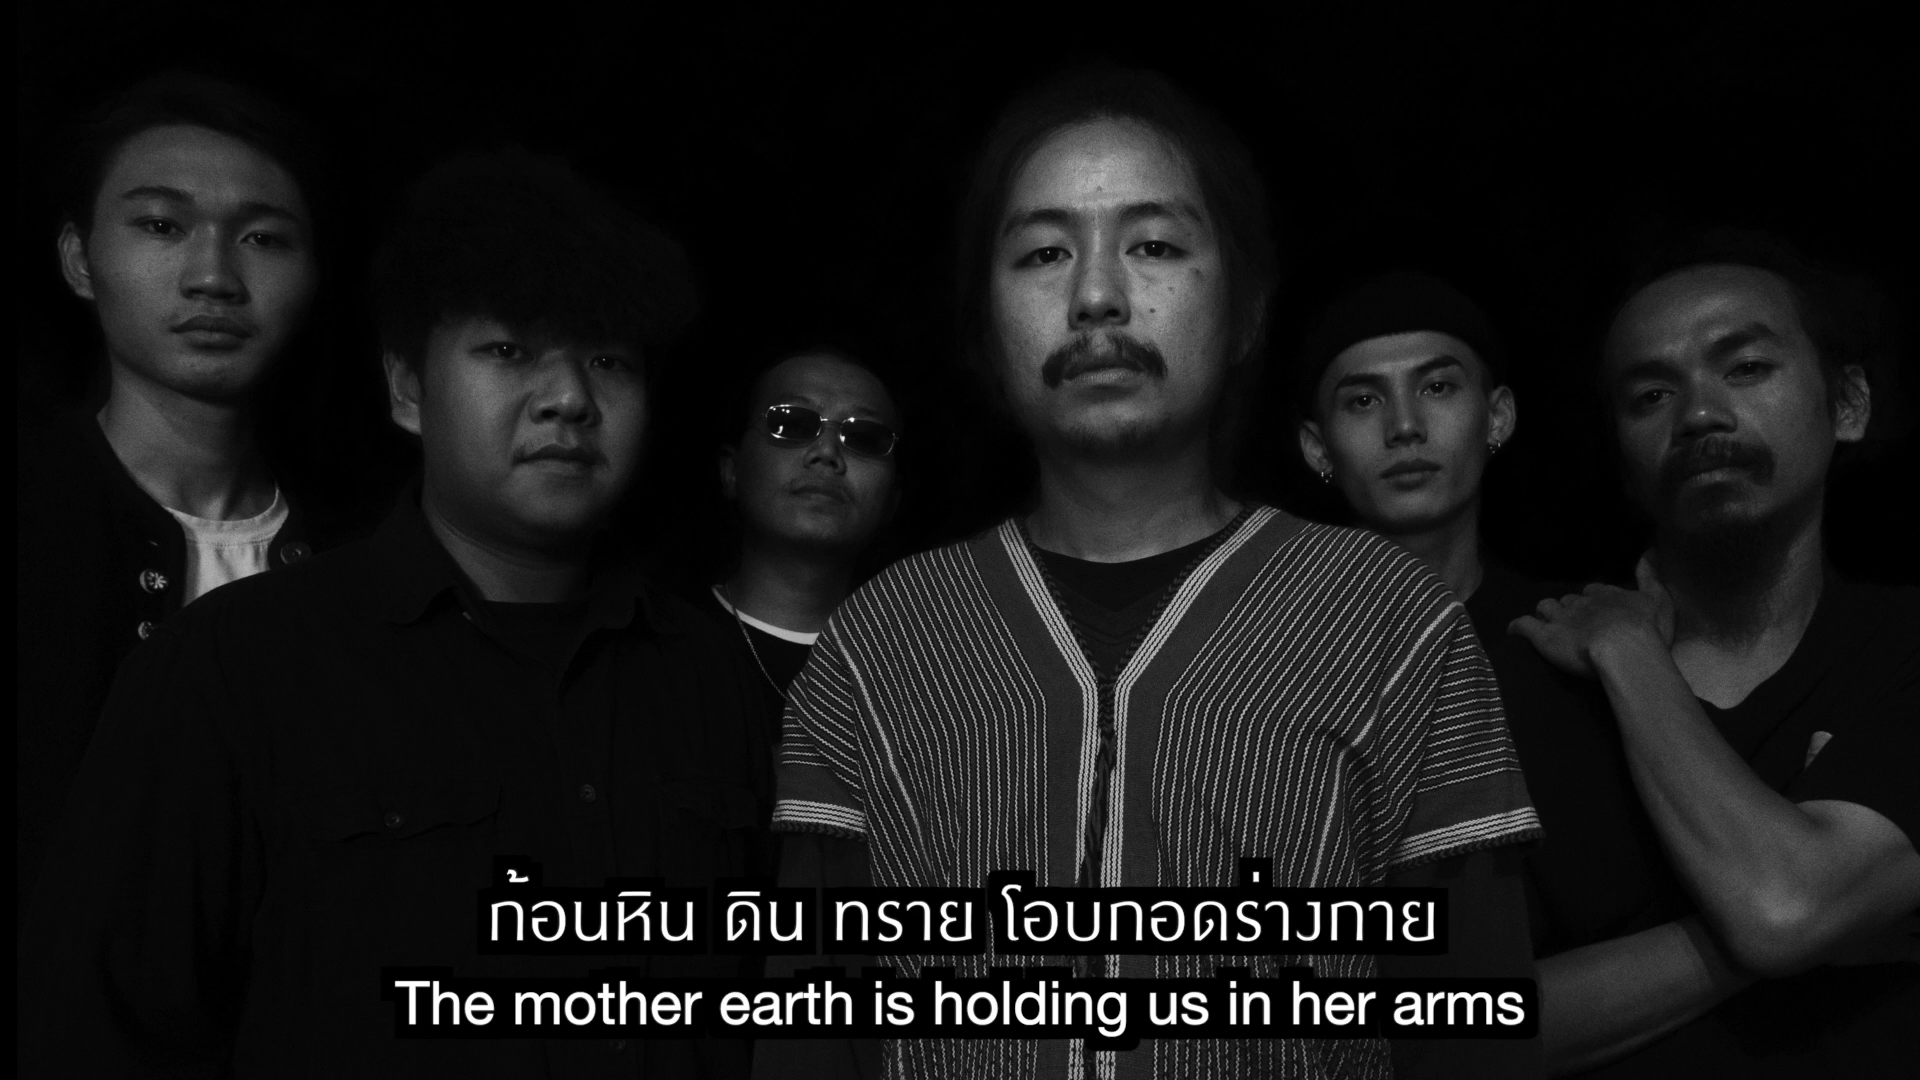 ก้อนหิน ดิน ทราย โอบกอดร่างกาย
The mother earth is holding us in her arms